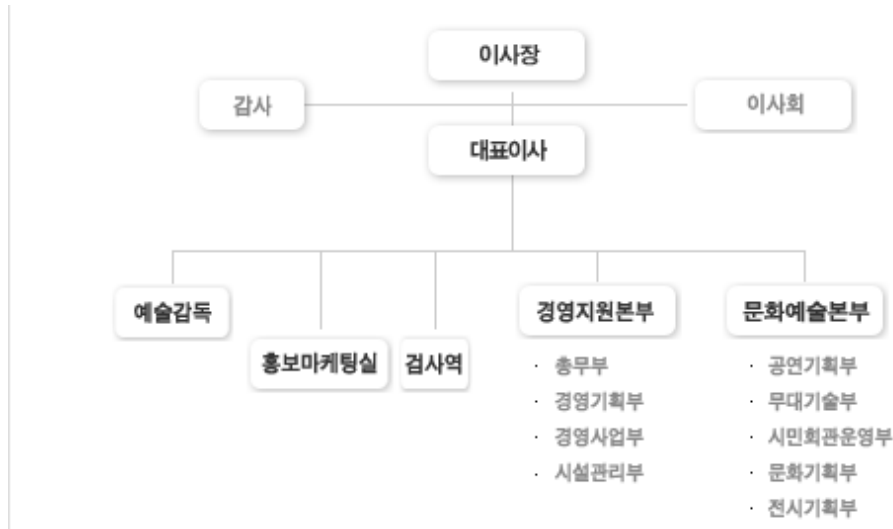 이사장
감사
이사회
대표이사
예술감독
홍보마케팅실
검사역
경영지원본부
· 총무부
· 경영기획부
· 경영사업부
· 시설관리부
문화예술본부
· 공연기획부
· 무대기술부
· 시민회관운영부
· 문화기획부
· 전시기획부